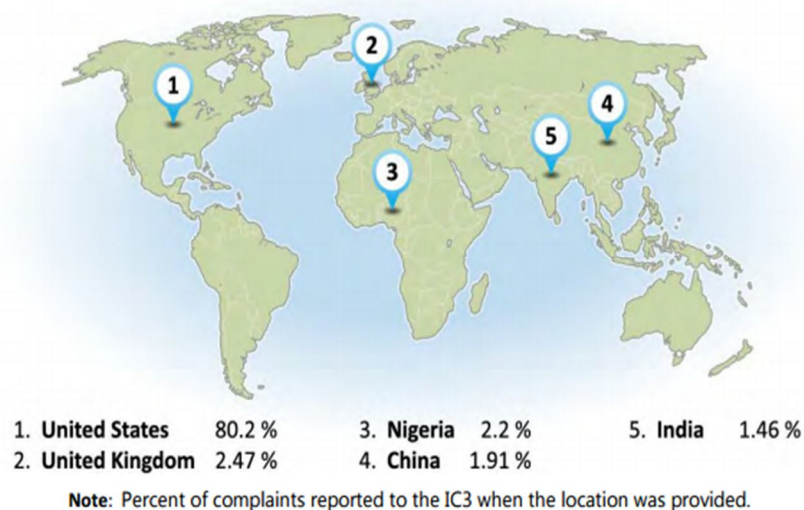 2
1
4
5
3
1. United States 80.2 % 3. Nigeria 2.2 % 5. India 1.46 %
2. United Kingdom 2.47 % 4. China 1.91 %
Note: Percent of complaints reported to the IC3 when the location was provided.